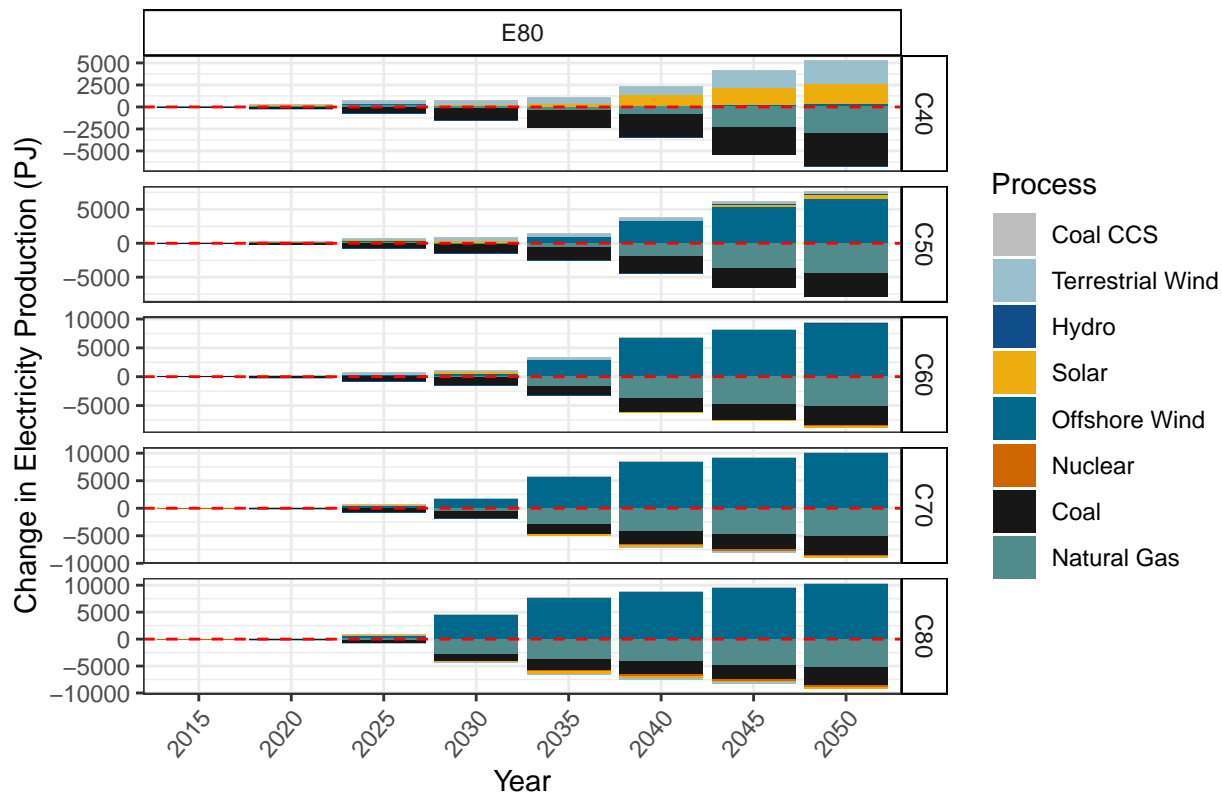 E80
Change in Electricity Production (PJ)
5000
2500
0
−2500
−5000
C40
5000
0
−5000
C50
10000
5000
0
−5000
C60
10000
5000
0
−5000
−10000
C70
10000
5000
0
−5000
−10000
C80
2015
2020
2025
2030
2035
2040
2045
2050
Year
Process
Coal CCS
Terrestrial Wind
Hydro
Solar
Offshore Wind
Nuclear
Coal
Natural Gas